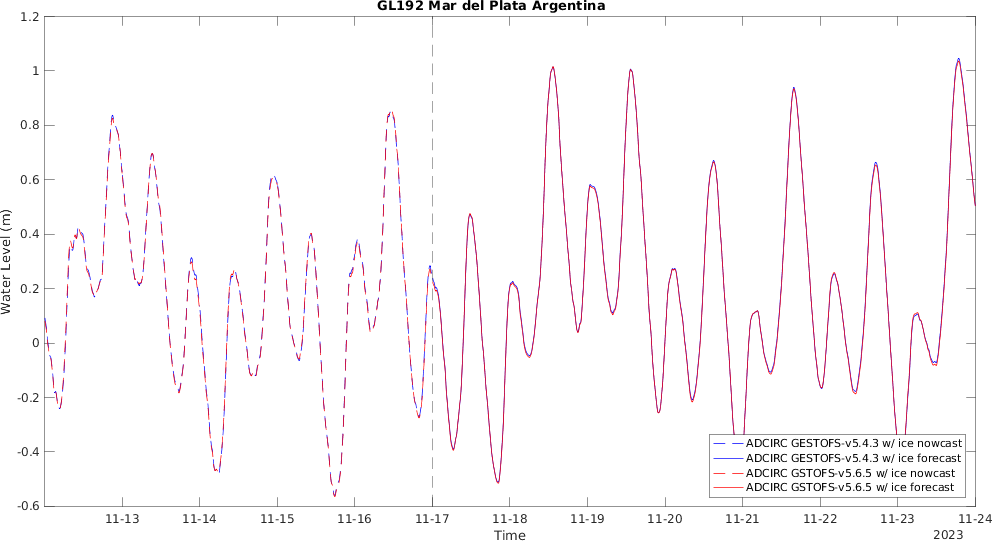 GL192 Mar del Plata Argentina
Water Level (m)
1.2
1
0.8
0.6
0.4
0.2
0
-0.2
-0.4
-0.6
ADCIRC GESTOFS-v5.4.3 w/ ice nowcast
ADCIRC GESTOFS-v5.4.3 w/ ice forecast
ADCIRC GSTOFS-v5.6.5 w/ ice nowcast
ADCIRC GSTOFS-v5.6.5 w/ ice forecast
11-13 11-14 11-15 11-16 11-17 11-18 11-19 11-20 11-21 11-22 11-23 11-24
Time
2023